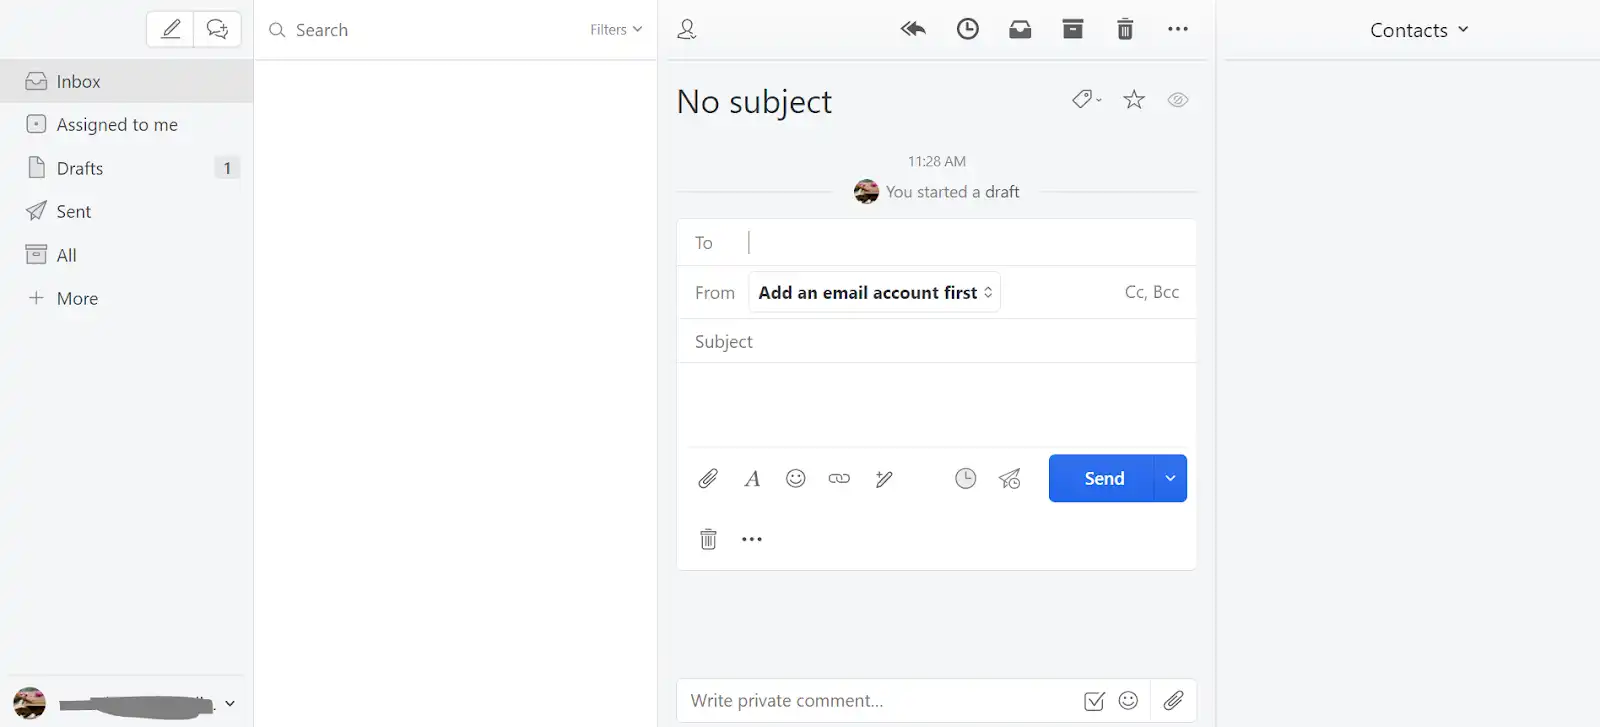 Search
Filters
Contacts
Inbox
Assigned to me
Drafts
1
Sent
All
More
No subject
11:28 AM
You started a draft
To
From
Add an email account first
Cc, Bcc
Subject
Send
Write private comment...